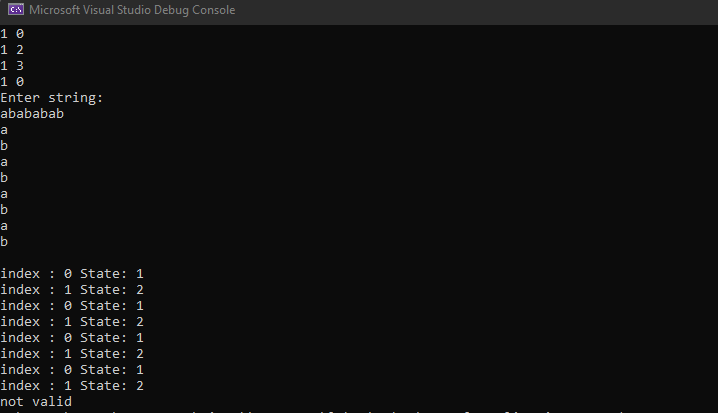 Microsoft Visual Studio Debug Console
1 0
1 2
1 3
1 0
Enter string:
abababab
a
b
a
b
a
b
a
b
index : 0 State: 1
index : 1 State: 2
index : 0 State: 1
index : 1 State: 2
index : 0 State: 1
index : 1 State: 2
index : 0 State: 1
index : 1 State: 2
not valid